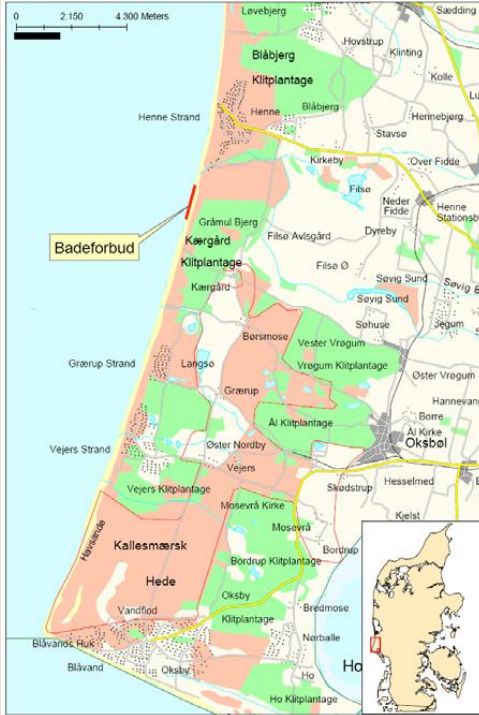 0 2.150 4.300 Meters
Løvebjerg
Sædding
Hovstrup
Klinting
Blåbjerg
Klitplantage
Kolle
Henne Strand
Henne
Blåbjerg
Hennebjerg
Stavsø
Kirkeby
Over Fidde
Filsø
Neder
Fidde
Henne
Stationsby
Gråmul Bjerg
Filsø Avlsgård
Dyreby
Badeforbud
Kærgård
Klitplantage
Filsø Ø
Søvig Sund
Kærgård
Søvig Sund
Børsmose
Søhuse
Jegum
Vester Vrøgum
Grærup Strand
Langsø
Vrøgum Klitplantage
Øster Vrøgum
Grærup
Hannevang
Ål Klitplantage
Borre
Ål Kirke
Oksbøl
Vejers Strand
Øster Nordby
Vejers
Hesselmed
Skødstrup
Vejers Klitplantage
Mosevrå Kirke
Kjelst
Havsande
Mosevrå
Kallesmærsk
Hede
Bordrup
Bordrup Klitplantage
Oksby
Klitplantage
Bredmose
Vandflod
Nørballe
Blåvands Huk
Blåvand
Oksby
Ho
Ho
Ho Klitplantage